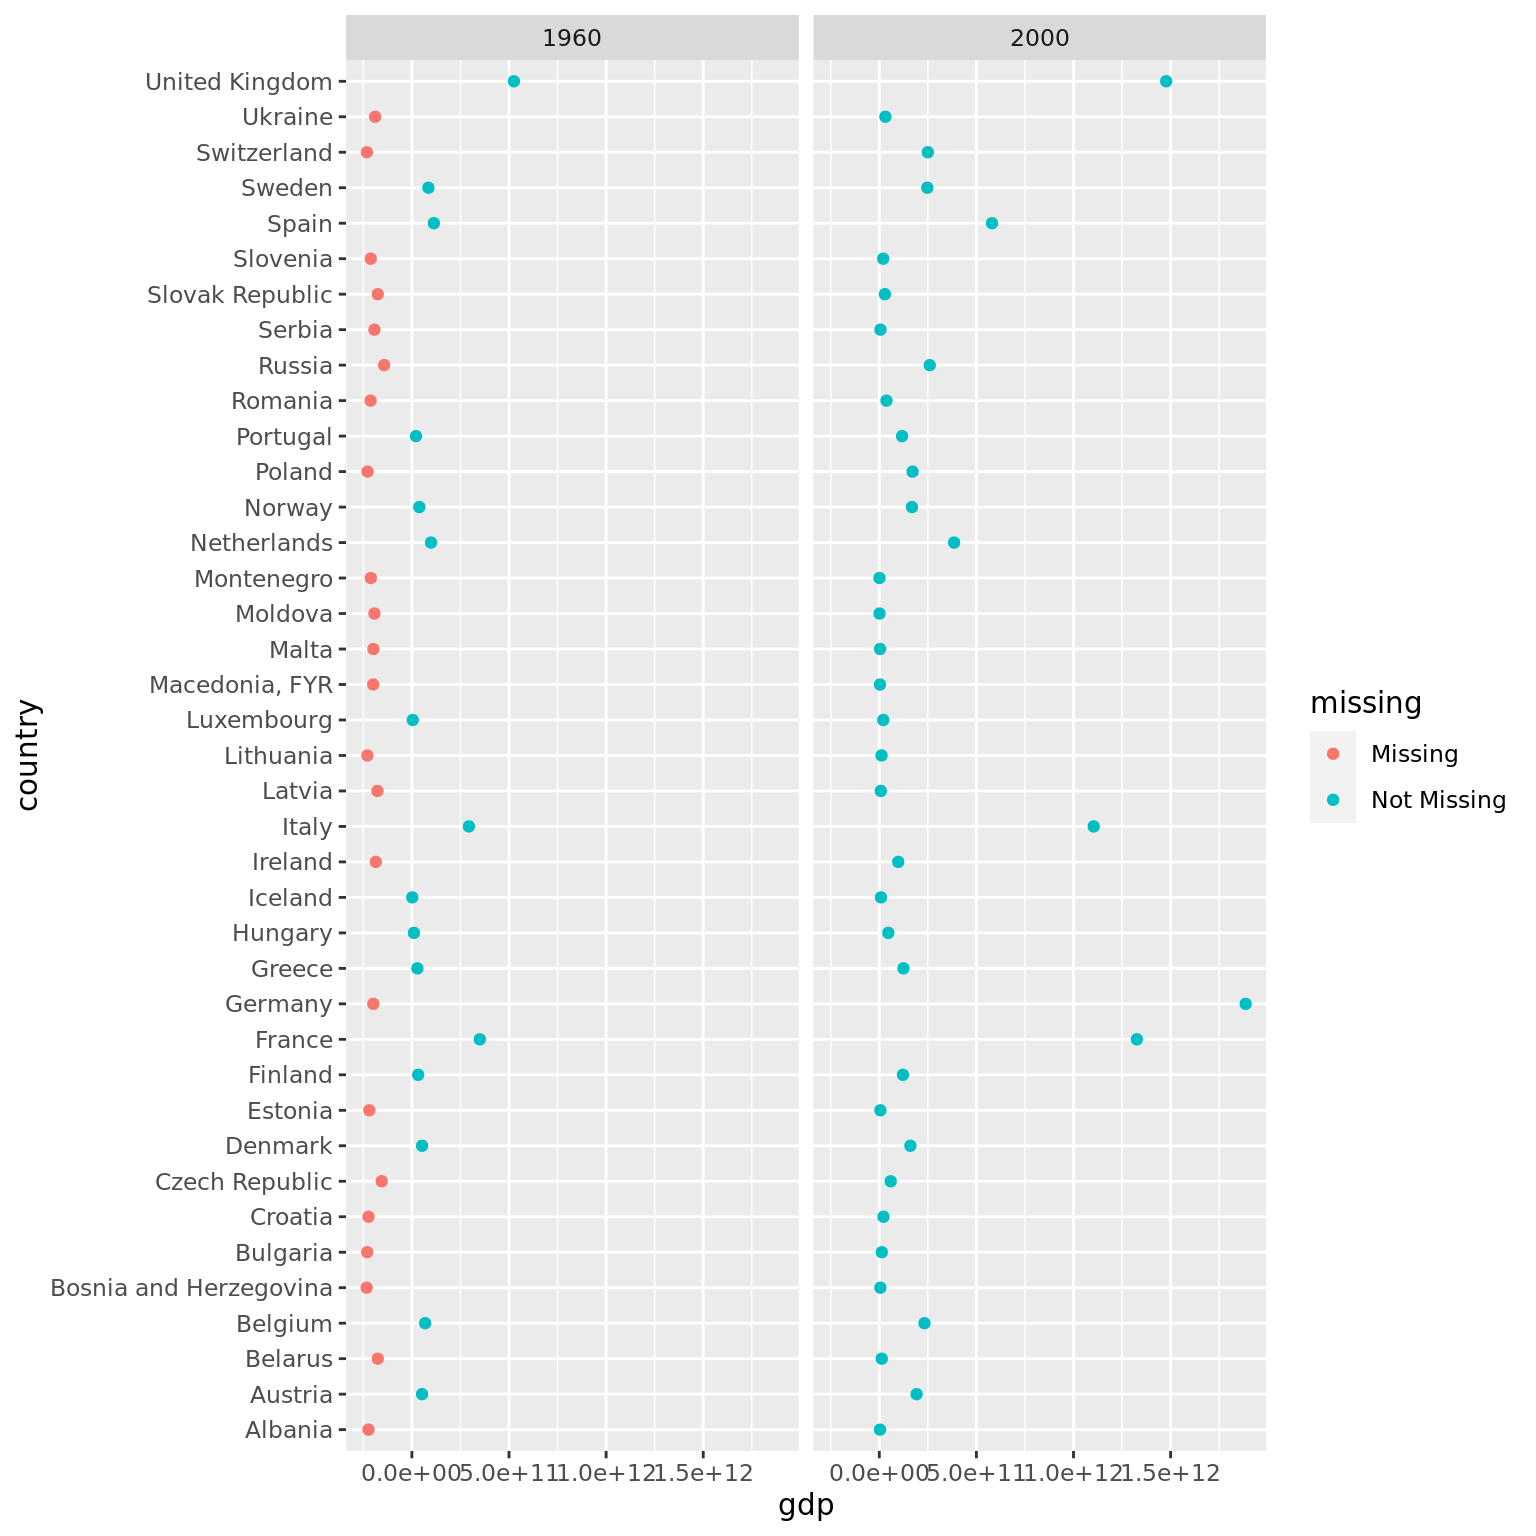 1960
2000
United Kingdom
Ukraine
Switzerland
Sweden
Spain
Slovenia
Slovak Republic
Serbia
Russia
Romania
Portugal
Poland
Norway
Netherlands
Montenegro
Moldova
Malta
Macedonia, FYR
Luxembourg
Lithuania
Latvia
Italy
Ireland
Iceland
Hungary
Greece
Germany
France
Finland
Estonia
Denmark
Czech Republic
Croatia
Bulgaria
Bosnia and Herzegovina
Belgium
Belarus
Austria
Albania
country
0.0e+00 5.0e+11 1.0e+12 1.5e+12
0.0e+00 5.0e+11 1.0e+12 1.5e+12
gdp
missing
Missing
Not Missing